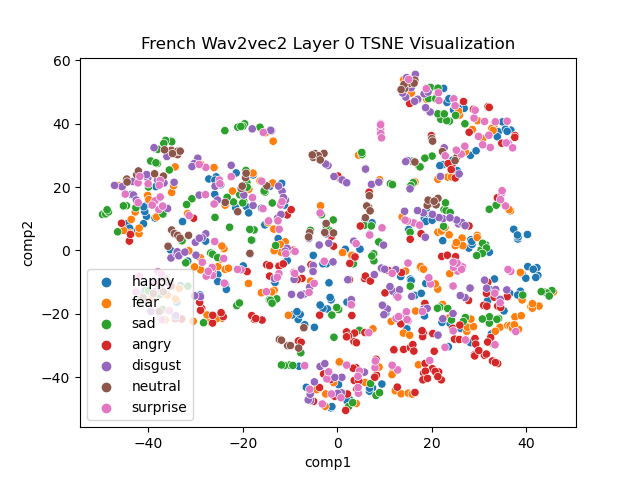 French Wav2vec2 Layer 0 TSNE Visualization
60
40
20
0
−20
−40
comp2
happy
fear
sad
angry
disgust
neutral
surprise
−40
−20
0
20
40
comp1